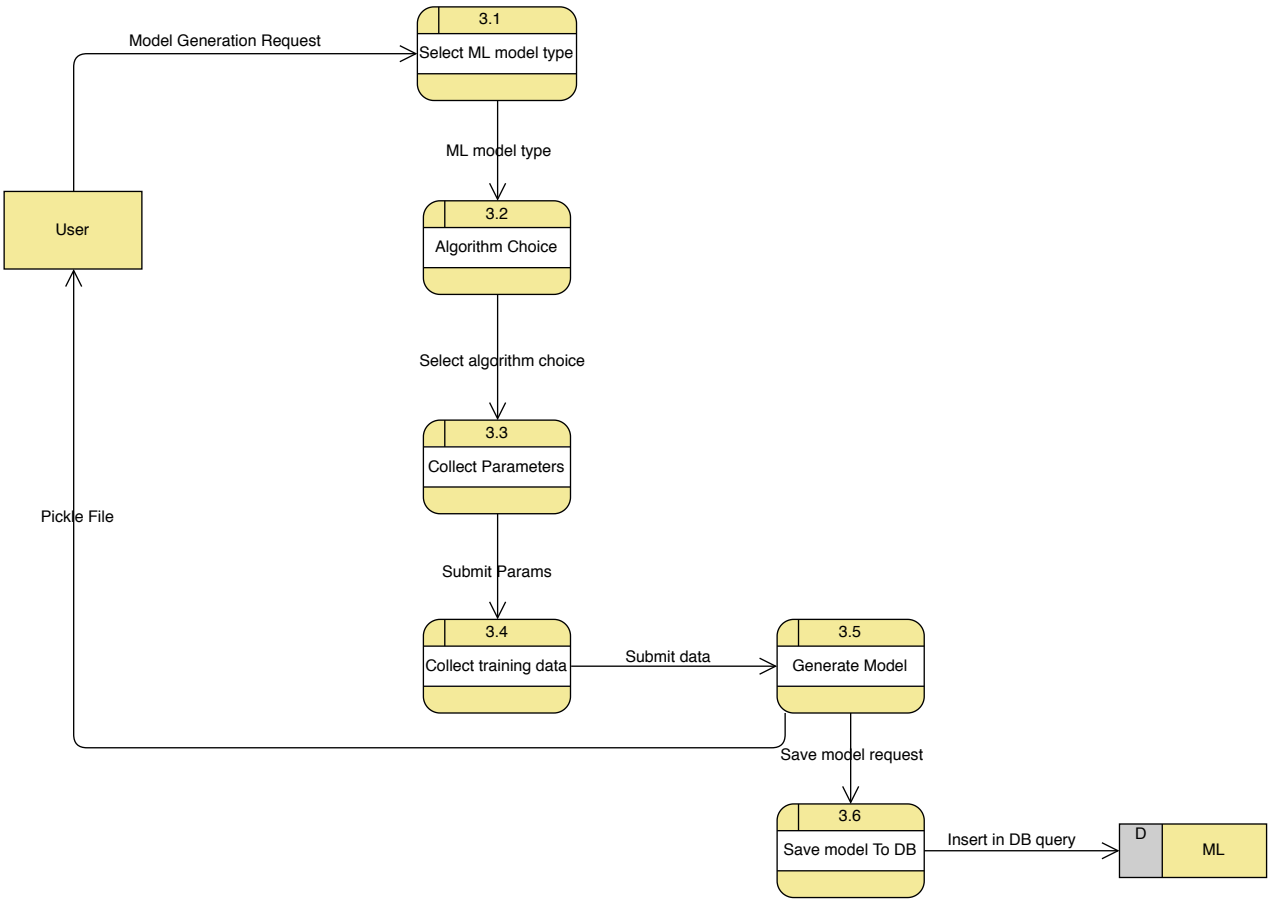 3.1
Model Generation Request
Select ML model type
ML model type
3.2
User
Algorithm Choice
Select algorithm choice
3.3
Collect Parameters
Pickle File
Submit Params
3.4
3.5
Collect training data
Submit data
Generate Model
Save model request
3.6
Save model To DB
Insert in DB query
D
ML